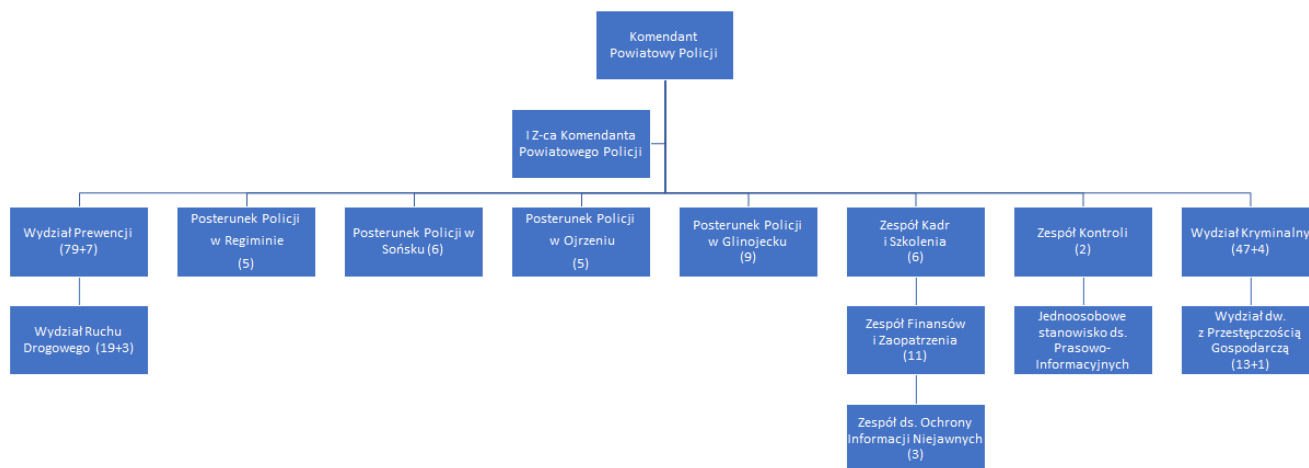 Komendant
Powiatowy Policji
I Z-ca Komendanta
Powiatowego Policji
Wydział Prewencji
(79+7)
Posterunek Policji
w Regiminie
(5)
Posterunek Policji w
Sońsku (6)
Posterunek Policji
w Ojrzeniu
(5)
Posterunek Policji
w Glinojecku
(9)
Zespół Kadr
i Szkolenia
(6)
Zespół Kontroli
(2)
Wydział Kryminalny
(47+4)
Wydział Ruchu
Drogowego (19+3)
Zespół Finansów
i Zaopatrzenia
(11)
Jednoosobowe
stanowisko ds.
Prasowo-
Informacyjnych
Wydział dw.
z Przestępczością
Gospodarczą
(13+1)
Zespół ds. Ochrony
Informacji Niejawnych
(3)